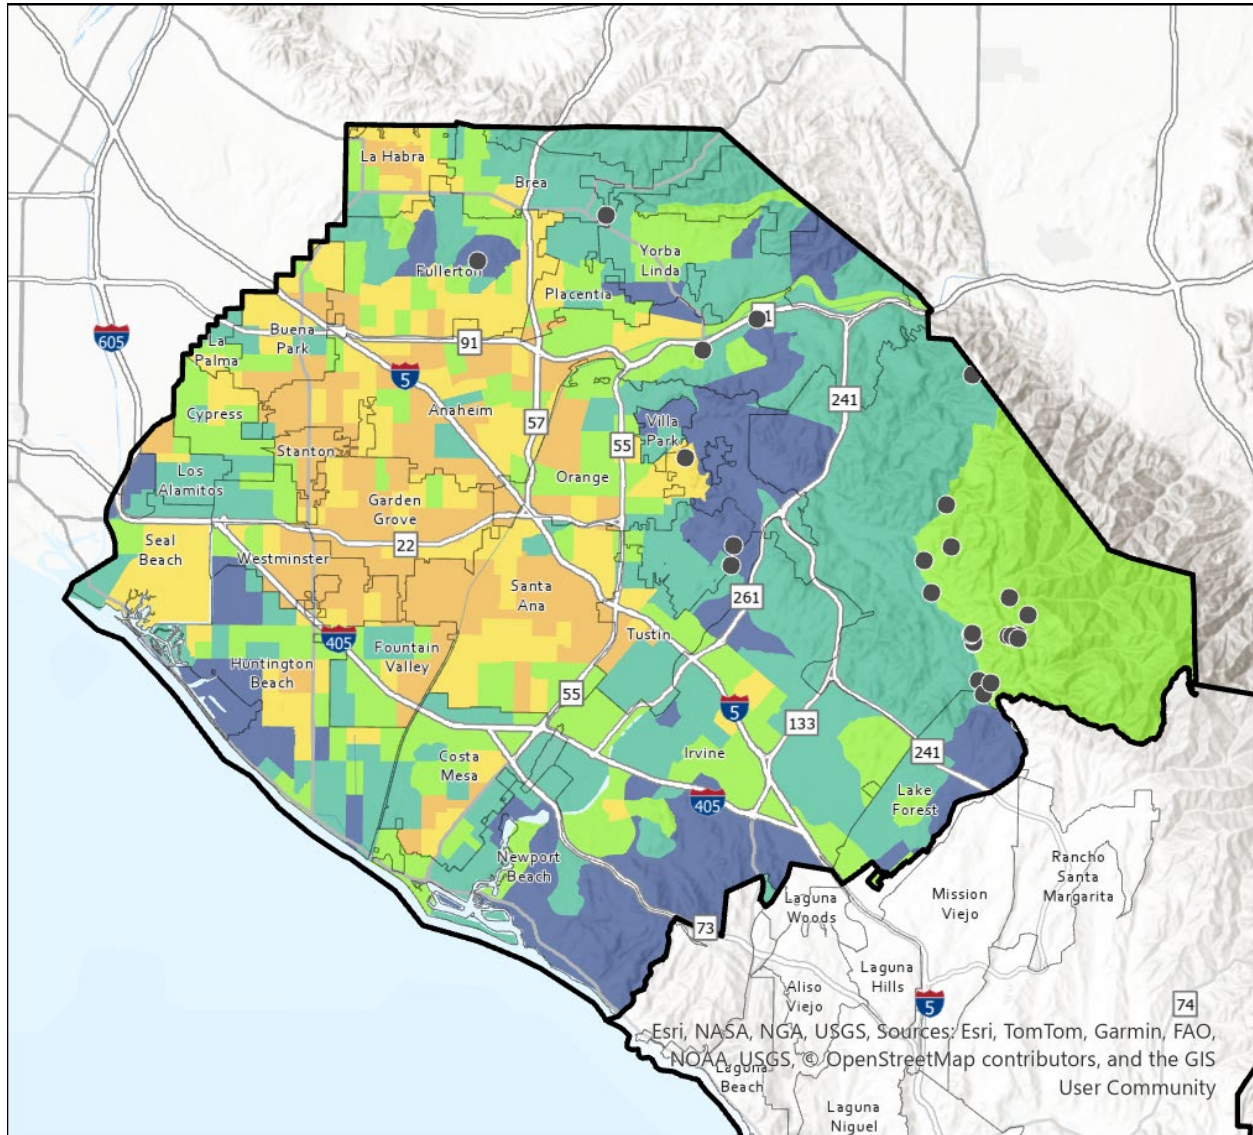 La Habra
Brea
Fullerton
Yorba
Linda
Placentia
605
La
Palma
Buena
Park
91
5
1
Cypress
Anaheim
57
55
Villa
Park
241
Stanton
Los
Alamitos
Orange
Garden
Grove
22
Seal
Beach
Westminster
Santa
Ana
261
405
Tustin
Huntington
Beach
Fountain
Valley
55
5
133
Costa
Mesa
Irvine
241
405
Lake
Forest
Newport
Beach
73
Laguna
Woods
Mission
Viejo
Rancho
Santa
Margarita
Laguna
Hills
Aliso
Viejo
5
74
Esri, NASA, NGA, USGS, Sources: Esri, TomTom, Garmin, FAO,
NOAA, USGS, © OpenStreetMap contributors, and the GIS
User Community
Laguna
Beach
Laguna
Niguel